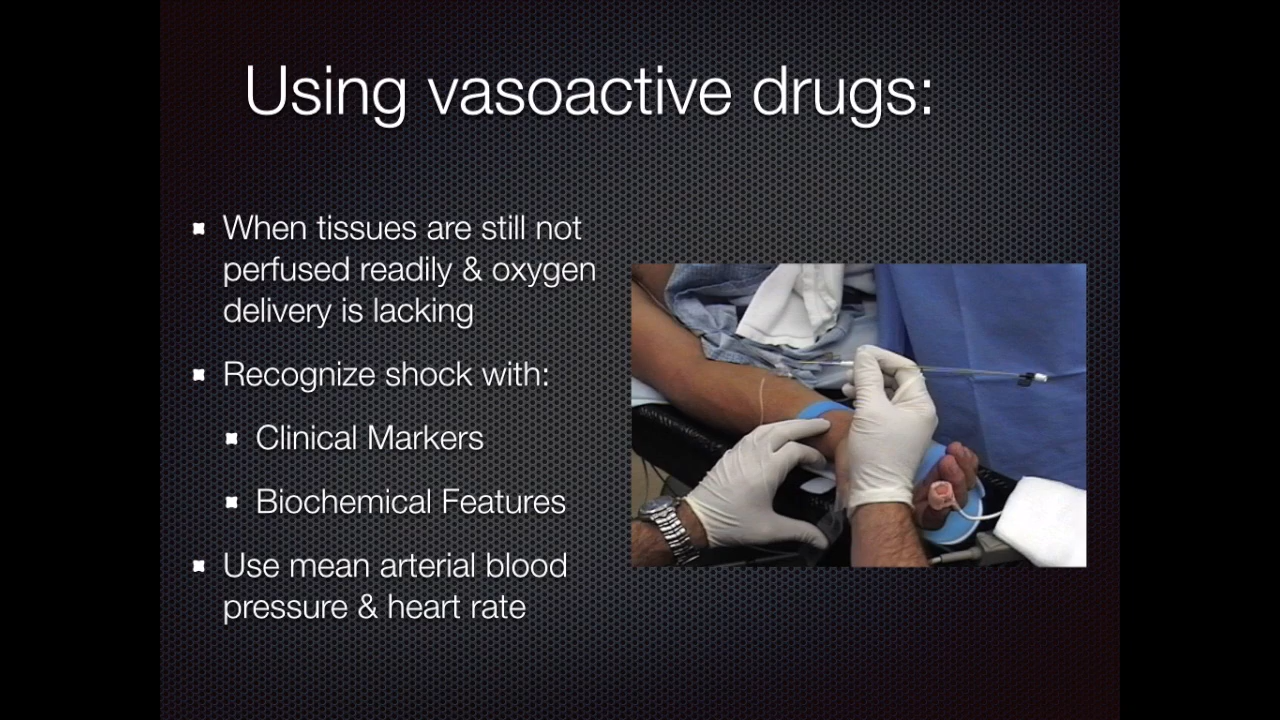 Using vasoactive drugs:
When tissues are still not
perfused readily & oxygen
delivery is lacking
Recognize shock with:
Clinical Markers
Biochemical Features
Use mean arterial blood
pressure & heart rate